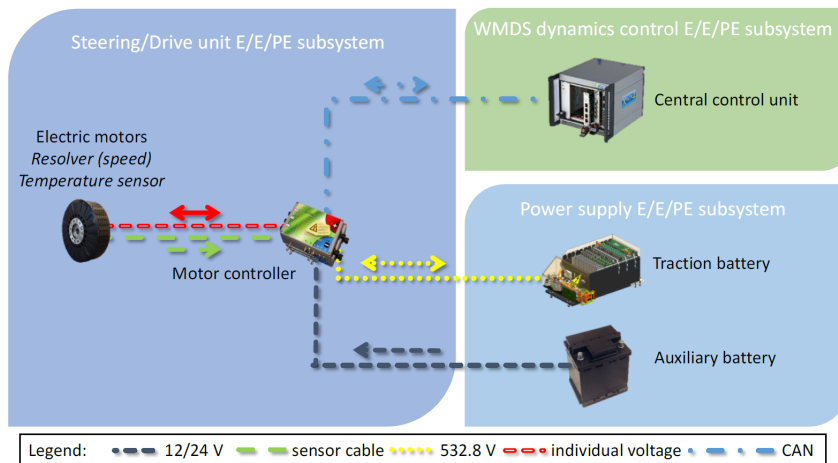 Steering/Drive unit E/E/PE subsystem
WMDS dynamics control E/E/PE subsystem
Central control unit
Electric motors
Resolver (speed)
Temperature sensor
Motor controller
Power supply E/E/PE subsystem
Traction battery
Auxiliary battery
Legend: 12/24 V sensor cable 532.8 V individual voltage CAN